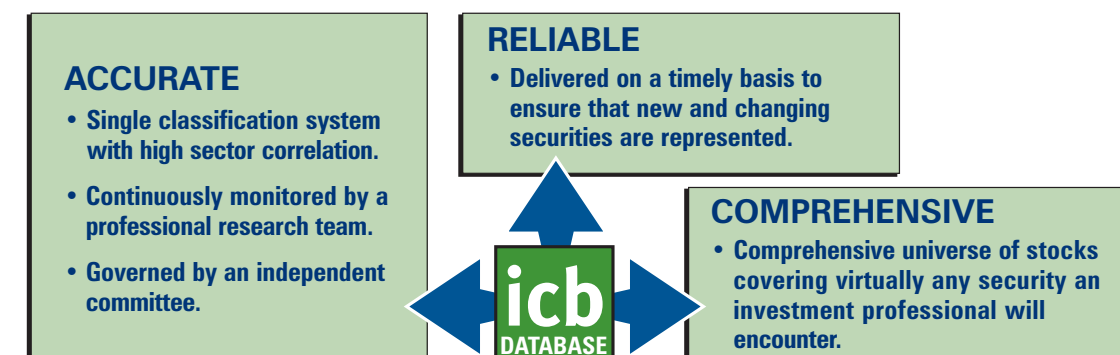 ACCURATE
• Single classification system
with high sector correlation.
• Continuously monitored by a
professional research team.
• Governed by an independent
committee.
RELIABLE
• Delivered on a timely basis to
ensure that new and changing
securities are represented.
COMPREHENSIVE
• Comprehensive universe of stocks
covering virtually any security an
investment professional will
encounter.
icb
DATABASE